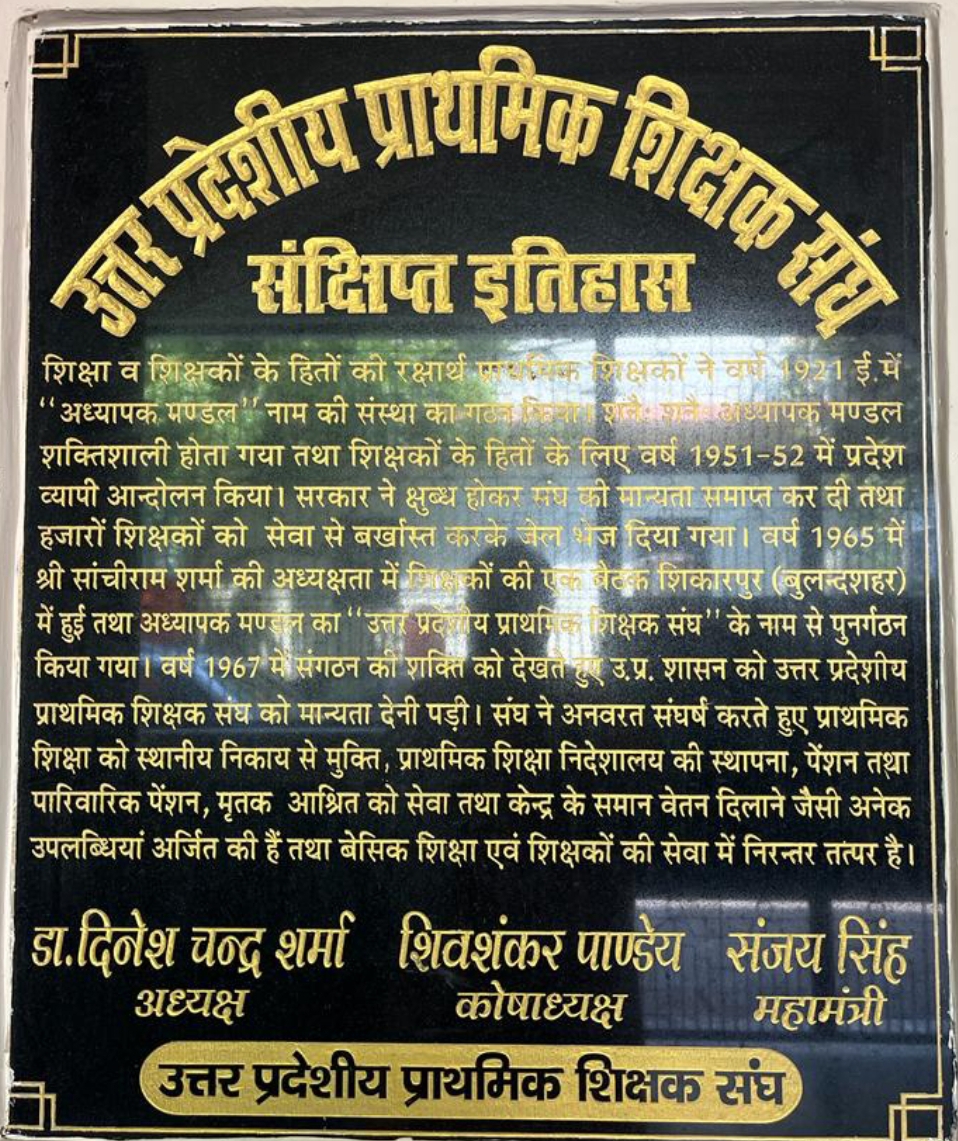 उत्तर प्रदेशीय प्राथमिक शिक्षक संघ
संक्षिप्त इतिहास
शिक्षा व शिक्षकों के हितों की रक्षार्थ प्राथमिक शिक्षकों ने वर्ष 1921 ई.में
‘‘अध्यापक मण्डल’’ नाम की संस्था का गठन किया। शनैः शनैः अध्यापक मण्डल
शक्तिशाली होता गया तथा शिक्षकों के हितों के लिए वर्ष 1951-52 में प्रदेश
व्यापी आन्दोलन किया। सरकार ने क्षुब्ध होकर संघ की मान्यता समाप्त कर दी तथा
हजारों शिक्षकों को सेवा से बर्खास्त करके जेल भेज दिया गया। वर्ष 1965 में
श्री सांचीराम शर्मा की अध्यक्षता में शिक्षकों की एक बैठक शिकारपुर (बुलन्दशहर)
में हुई तथा अध्यापक मण्डल का ‘‘उत्तर प्रदेशीय प्राथमिक शिक्षक संघ’’ के नाम से पुनर्गठन
किया गया। वर्ष 1967 में संगठन की शक्ति को देखते हुए उ.प्र. शासन को उत्तर प्रदेशीय
प्राथमिक शिक्षक संघ को मान्यता देनी पड़ी। संघ ने अनवरत संघर्ष करते हुए प्राथमिक
शिक्षा को स्थानीय निकाय से मुक्ति, प्राथमिक शिक्षा निदेशालय की स्थापना, पेंशन तथा
पारिवारिक पेंशन, मृतक आश्रित को सेवा तथा केन्द्र के समान वेतन दिलाने जैसी अनेक
उपलब्धियां अर्जित की हैं तथा बेसिक शिक्षा एवं शिक्षकों की सेवा में निरन्तर तत्पर है।
डा.दिनेश चन्द्र शर्मा शिवशंकर पाण्डेय संजय सिंह
अध्यक्ष कोषाध्यक्ष महामंत्री
उत्तर प्रदेशीय प्राथमिक शिक्षक संघ